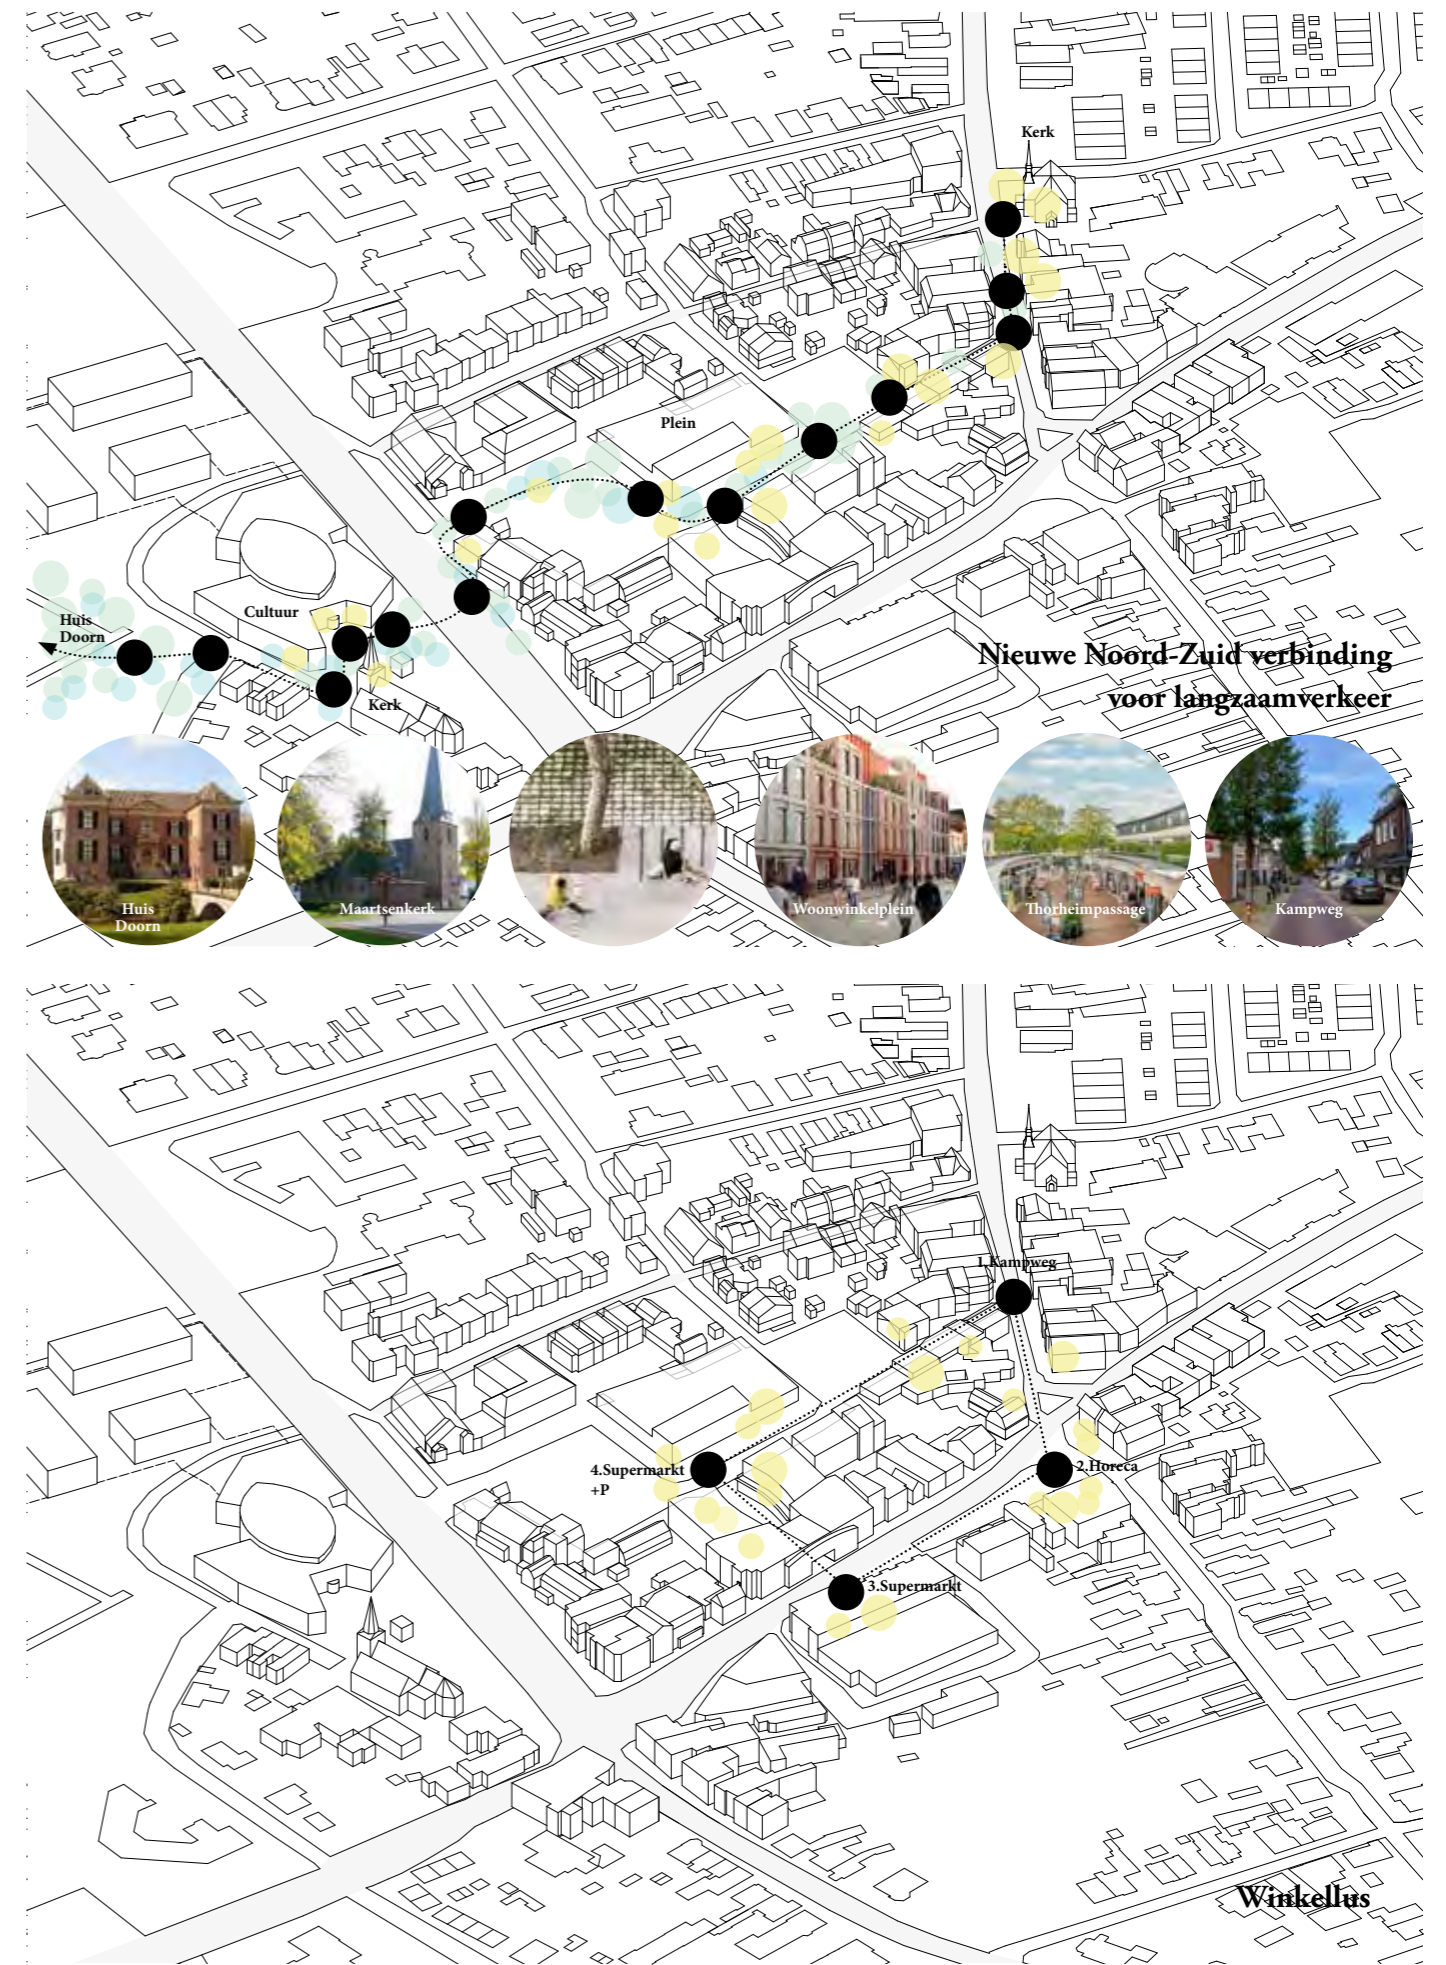 Kerk
Plein
Cultuur
Huis
Doorn
Kerk
Nieuwe Noord-Zuid verbinding
voor langzaamverkeer
Huis
Doorn
Maartsenkerk
Woonwinkelplein
Thorheimpassage
Kampweg
1.Kampweg
4.Supermarkt
+P
2.Horeca
3.Supermarkt
Winkellus